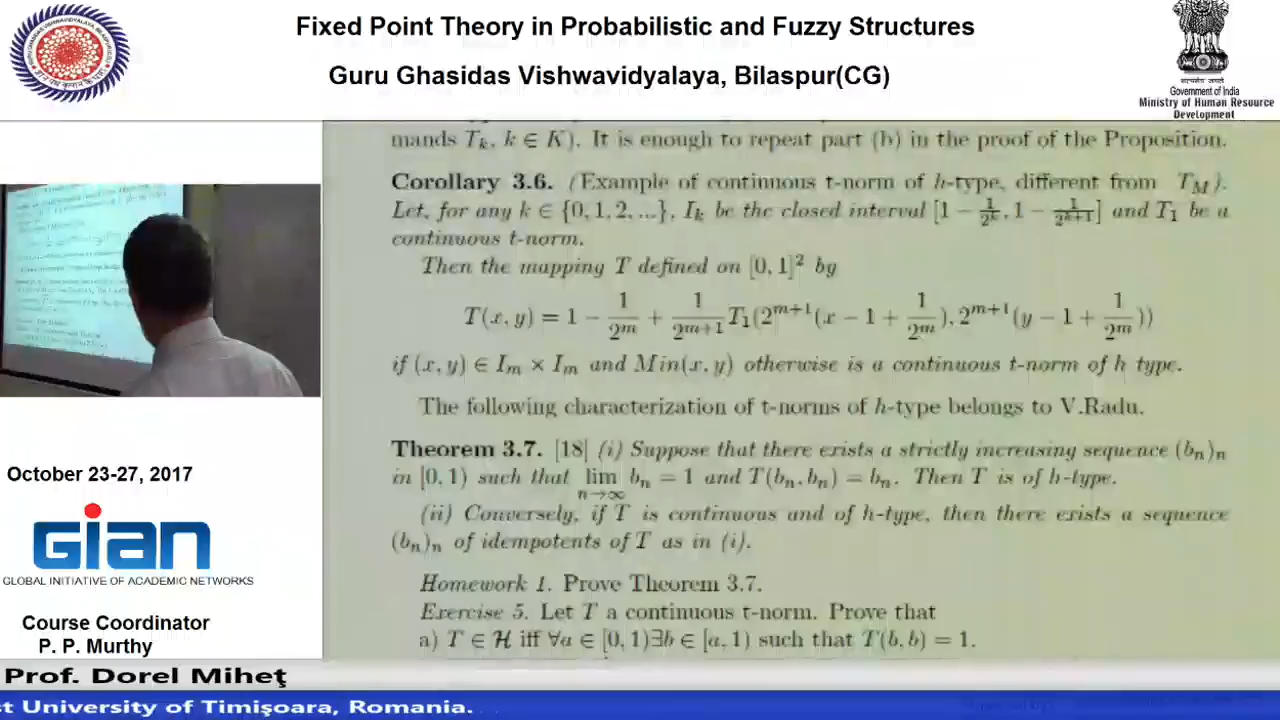 Fixed Point Theory in Probabilistic and Fuzzy Structures
Guru Ghasidas Vishwavidyalaya, Bilaspur(CG)
Government of India
Ministry of Human Resource
Development
mands T_k, k ∈ K). It is enough to repeat part (b) in the proof of the Proposition.
Corollary 3.6. (Example of continuous t-norm of h-type, different from T_M).
Let, for any k ∈ {0, 1, 2, ...}, I_k be the closed interval [1 − 1/2^k, 1 − 1/2^{k+1}] and T_1 be a
continuous t-norm.
Then the mapping T defined on [0, 1]^2 by
T(x, y) = 1 − 1/2^m + 1/2^{m+1} T_1(2^{m+1}(x − 1 + 1/2^m), 2^{m+1}(y − 1 + 1/2^m))
if (x, y) ∈ I_m × I_m and Min(x, y) otherwise is a continuous t-norm of h type.
The following characterization of t-norms of h-type belongs to V.Radu.
Theorem 3.7. [18] (i) Suppose that there exists a strictly increasing sequence (b_n)_n
in [0, 1) such that lim_{n→∞} b_n = 1 and T(b_n, b_n) = b_n. Then T is of h-type.
(ii) Conversely, if T is continuous and of h-type, then there exists a sequence
(b_n)_n of idempotents of T as in (i).
Homework 1. Prove Theorem 3.7.
Exercise 5. Let T a continuous t-norm. Prove that
a) T ∈ H iff ∀a ∈ [0, 1)∃b ∈ [a, 1) such that T(b, b) = 1.
October 23-27, 2017
Gian
GLOBAL INITIATIVE OF ACADEMIC NETWORKS
Course Coordinator
P. P. Murthy
Prof. Dorel Miheţ
st University of Timişoara, Romania.